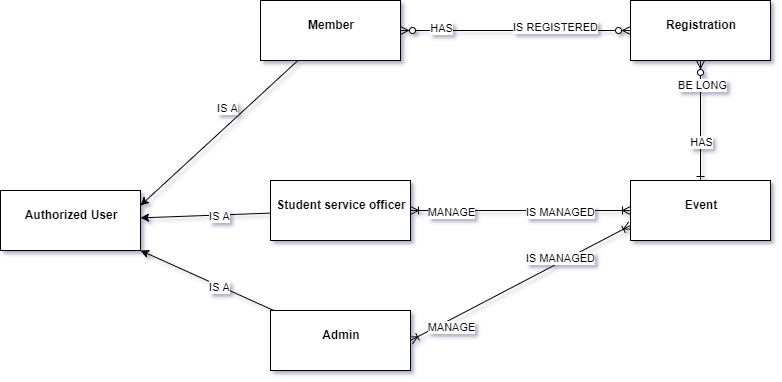 Member
HAS
IS REGISTERED
Registration
BE LONG
IS A
HAS
Authorized User
IS A
Student service officer
MANAGE
IS MANAGED
Event
IS MANAGED
IS A
MANAGE
Admin